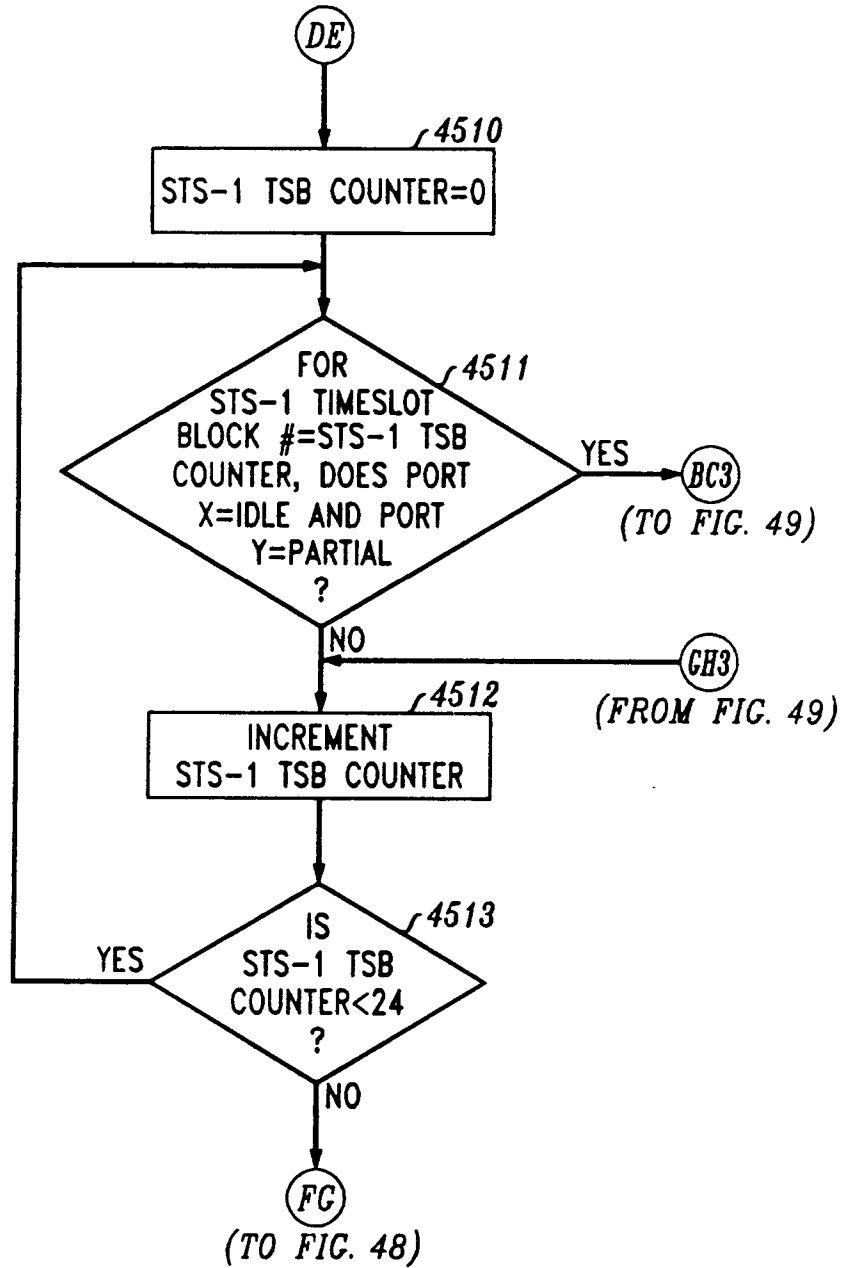 DE
4510
STS-1 TSB COUNTER=0
4511
FOR
STS-1 TIMESLOT
BLOCK #=STS-1 TSB
COUNTER, DOES PORT
X=IDLE AND PORT
Y=PARTIAL
?
YES
BC3
(TO FIG. 49)
NO
GH3
(FROM FIG. 49)
4512
INCREMENT
STS-1 TSB COUNTER
4513
IS
STS-1 TSB
COUNTER<24
?
YES
NO
FG
(TO FIG. 48)